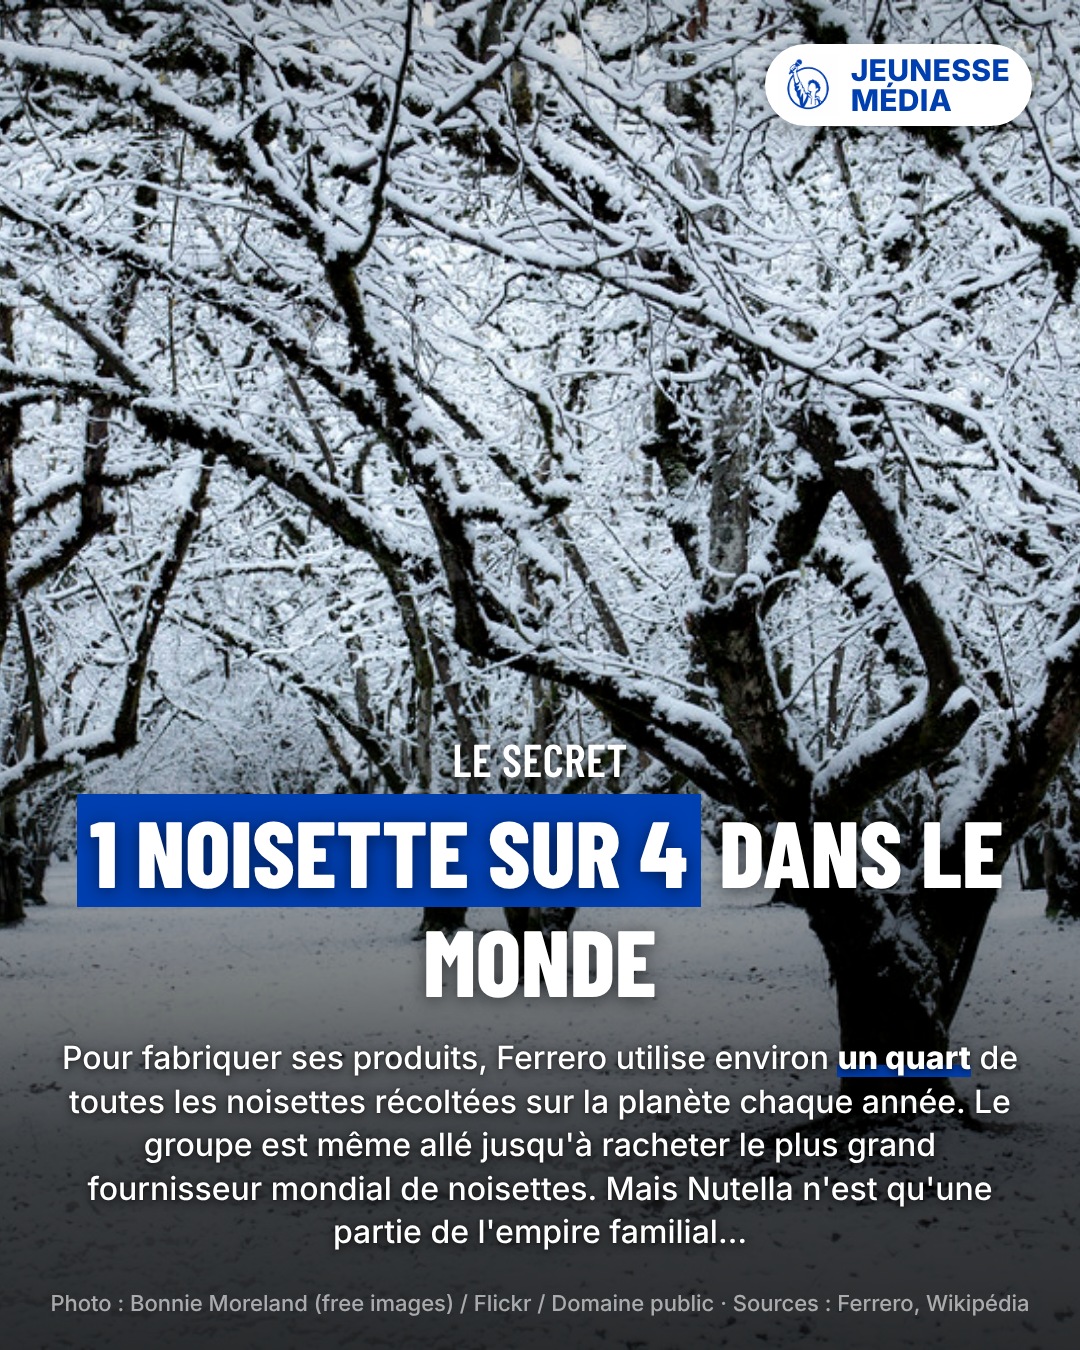 JEUNESSE
MÉDIA
LE SECRET
1 NOISETTE SUR 4 DANS LE
MONDE
Pour fabriquer ses produits, Ferrero utilise environ un quart de
toutes les noisettes récoltées sur la planète chaque année. Le
groupe est même allé jusqu'à racheter le plus grand
fournisseur mondial de noisettes. Mais Nutella n'est qu'une
partie de l'empire familial...
Photo : Bonnie Moreland (free images) / Flickr / Domaine public · Sources : Ferrero, Wikipédia